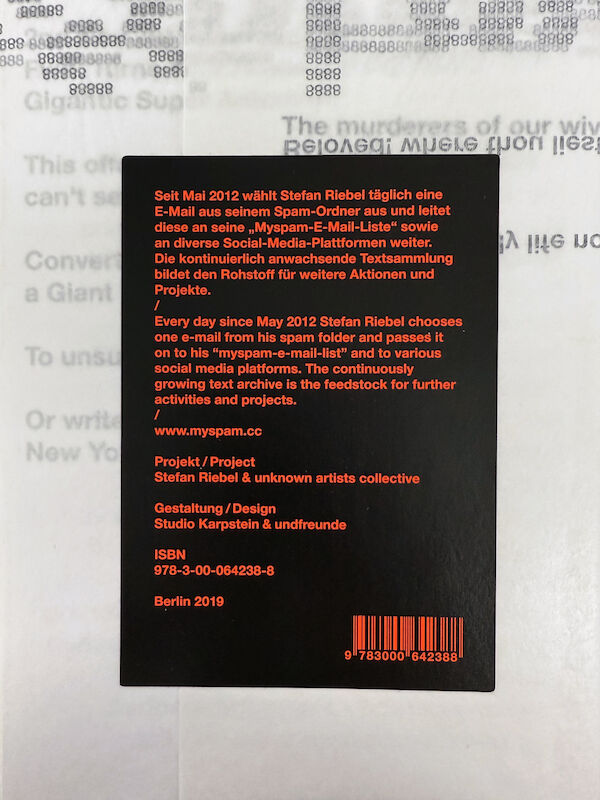 Gigantic Sup
The murderers of our wiv
Beloved! where thou liest
This off
can't se
y life no
Convert
a Giant
To unsu
Or write
New Yo
Seit Mai 2012 wählt Stefan Riebel täglich eine
E-Mail aus seinem Spam-Ordner aus und leitet
diese an seine „Myspam-E-Mail-Liste“ sowie
an diverse Social-Media-Plattformen weiter.
Die kontinuierlich anwachsende Textsammlung
bildet den Rohstoff für weitere Aktionen und
Projekte.
/
Every day since May 2012 Stefan Riebel chooses
one e-mail from his spam folder and passes it
on to his “myspam-e-mail-list” and to various
social media platforms. The continuously
growing text archive is the feedstock for further
activities and projects.
/
www.myspam.cc
Projekt / Project
Stefan Riebel & unknown artists collective
Gestaltung / Design
Studio Karpstein & undfreunde
ISBN
978-3-00-064238-8
Berlin 2019
9 783000 642388